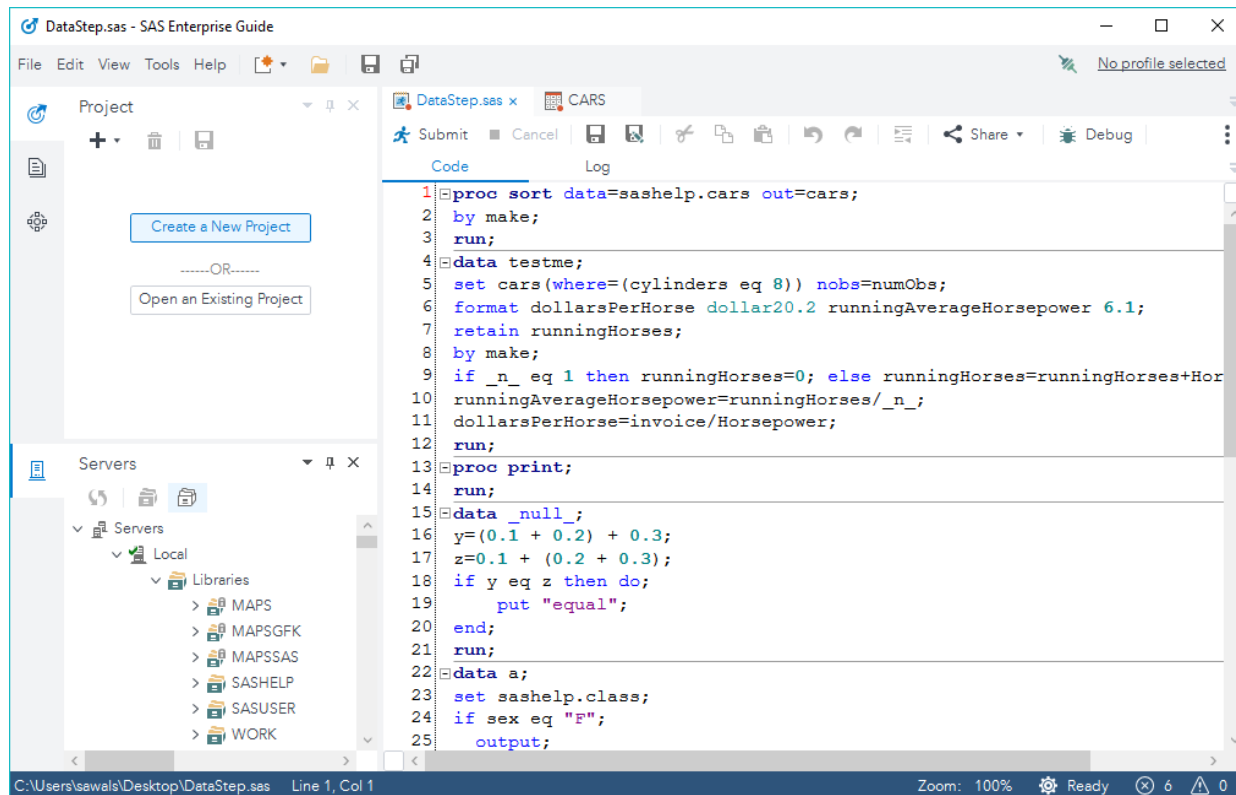 DataStep.sas - SAS Enterprise Guide
File Edit View Tools Help
No profile selected
Project
Create a New Project
------OR------
Open an Existing Project
Servers
Servers
Local
Libraries
MAPS
MAPSGFK
MAPSSAS
SASHELP
SASUSER
WORK
DataStep.sas × CARS
Submit Cancel Share Debug
Code Log
1 proc sort data=sashelp.cars out=cars;
2 by make;
3 run;
4 data testme;
5 set cars(where=(cylinders eq 8)) nobs=numObs;
6 format dollarsPerHorse dollar20.2 runningAverageHorsepower 6.1;
7 retain runningHorses;
8 by make;
9 if _n_ eq 1 then runningHorses=0; else runningHorses=runningHorses+Hor
10 runningAverageHorsepower=runningHorses/_n_;
11 dollarsPerHorse=invoice/Horsepower;
12 run;
13 proc print;
14 run;
15 data _null_;
16 y=(0.1 + 0.2) + 0.3;
17 z=0.1 + (0.2 + 0.3);
18 if y eq z then do;
19 put "equal";
20 end;
21 run;
22 data a;
23 set sashelp.class;
24 if sex eq "F";
25 output;
C:\Users\sawals\Desktop\DataStep.sas Line 1, Col 1 Zoom: 100% Ready 6 0